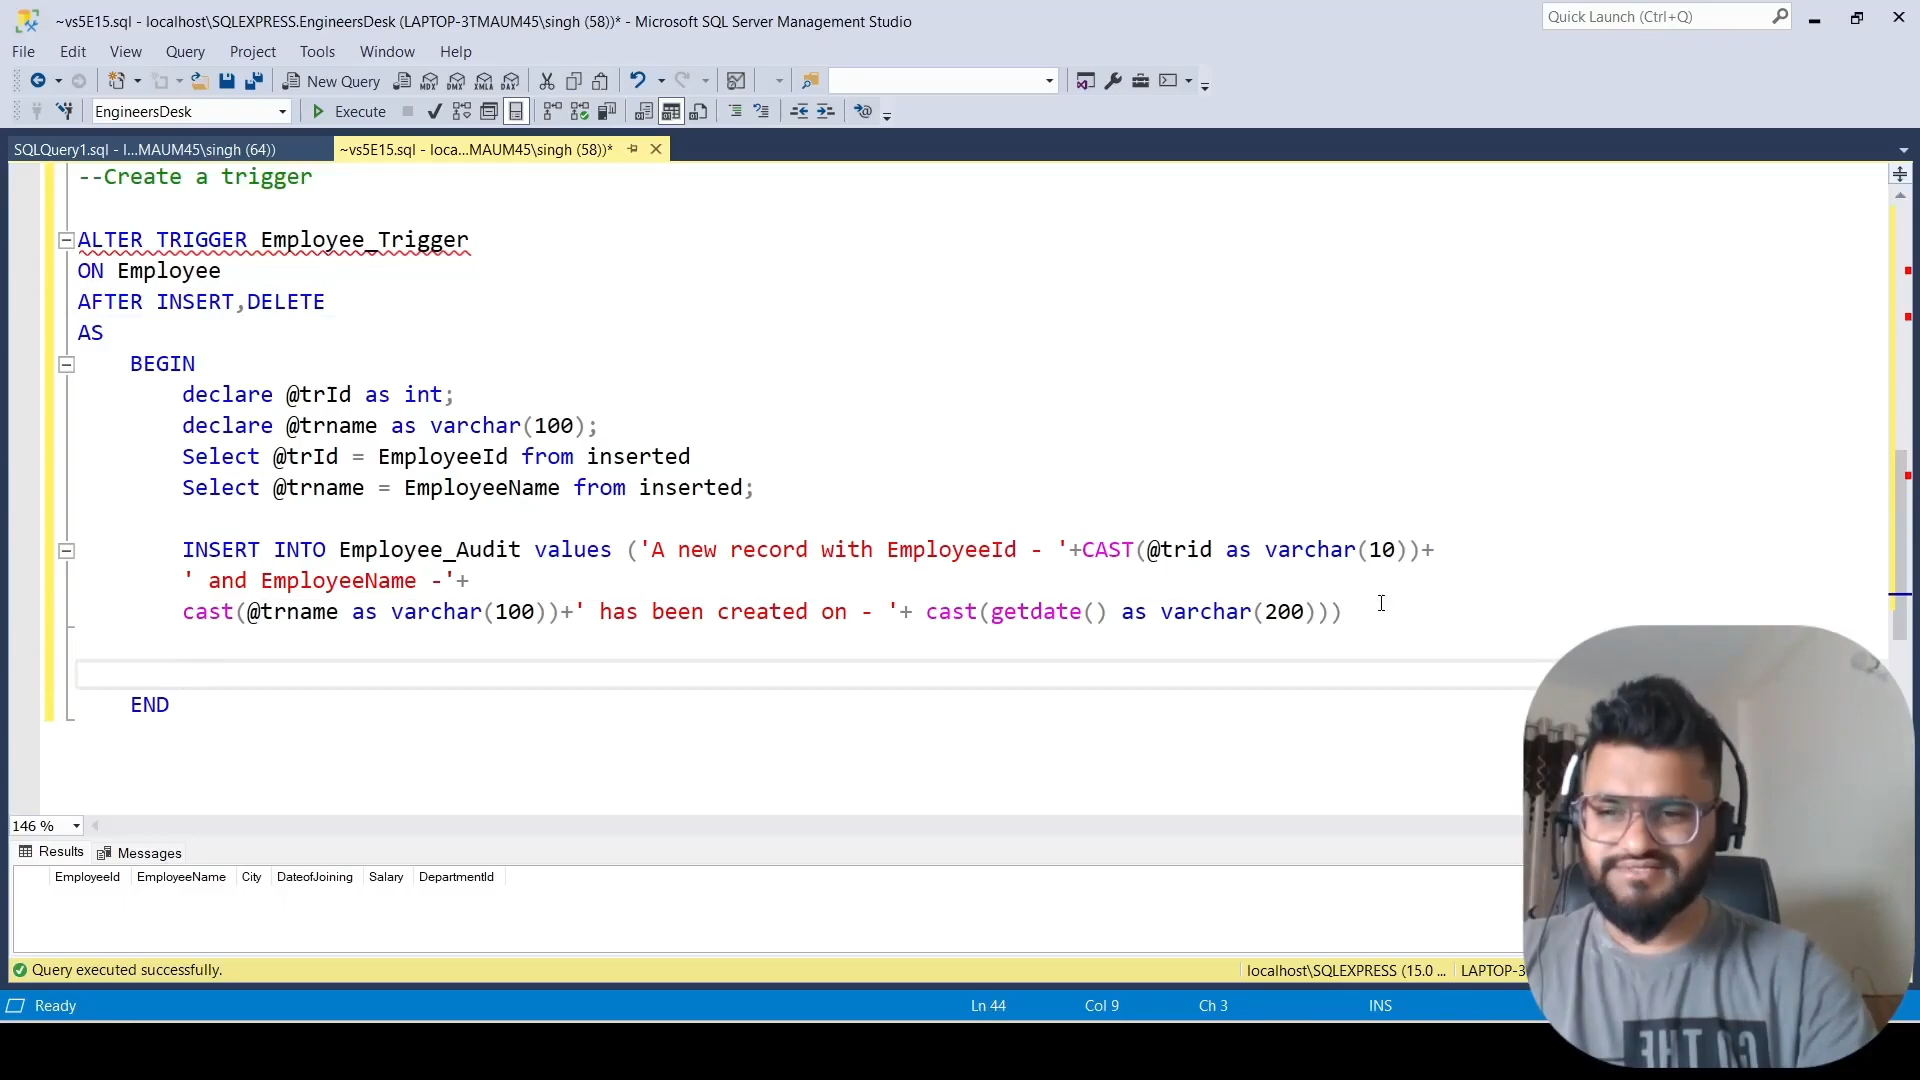 ~vs5E15.sql - localhost\SQLEXPRESS.EngineersDesk (LAPTOP-3TMAUM45\singh (58))* - Microsoft SQL Server Management Studio
Quick Launch (Ctrl+Q)
File Edit View Query Project Tools Window Help
New Query MDX DMX XMLA DAX
EngineersDesk Execute
SQLQuery1.sql - l...MAUM45\singh (64))
~vs5E15.sql - loca...MAUM45\singh (58))*
--Create a trigger
ALTER TRIGGER Employee_Trigger
ON Employee
AFTER INSERT,DELETE
AS
BEGIN
declare @trId as int;
declare @trname as varchar(100);
Select @trId = EmployeeId from inserted
Select @trname = EmployeeName from inserted;
INSERT INTO Employee_Audit values ('A new record with EmployeeId - '+CAST(@trid as varchar(10))+
' and EmployeeName -'+
cast(@trname as varchar(100))+' has been created on - '+ cast(getdate() as varchar(200)))
END
146 %
Results Messages
EmployeeId EmployeeName City DateofJoining Salary DepartmentId
Query executed successfully.
localhost\SQLEXPRESS (15.0 ... LAPTOP-3
Ready Ln 44 Col 9 Ch 3 INS